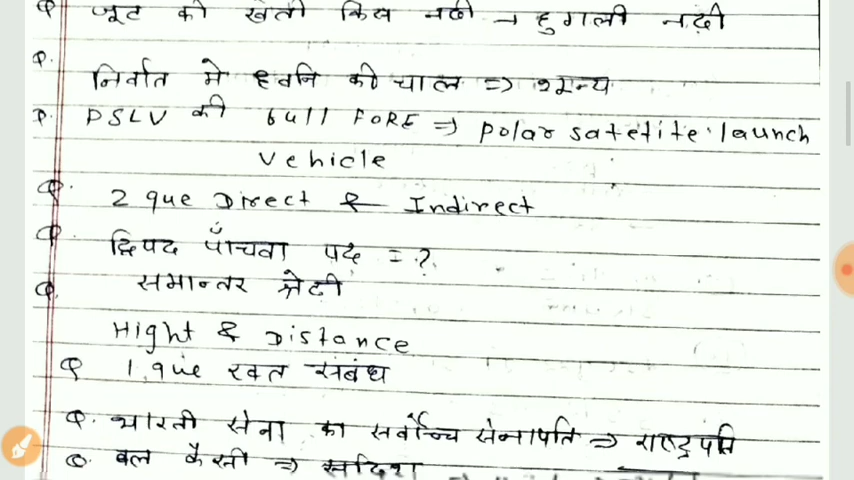 Q जूट की खेती किस नदी → हुगली नदी
Q.
निर्वात मे ध्वनि की चाल => शून्य
Q. PSLV की full FORE => polar satetite launch
vehicle
Q. 2 que Direct & Indirect
Q द्विपद पाँचवा पद = ?
Q. समान्तर श्रेढी
Hight & Distance
Q 1 que रक्त संबंध
Q. भारती सेना का सर्वोच्च सेनापति => राष्ट्रपति
Q. बल कैसी => सदिश